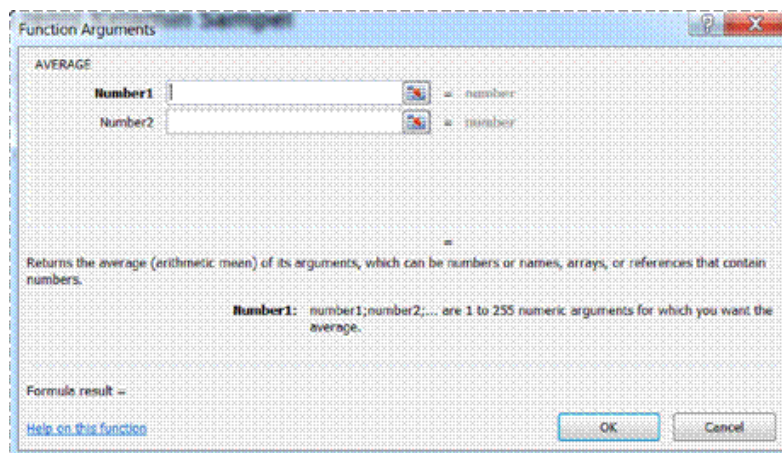 Function Arguments
AVERAGE
Number1 = number
Number2 = number
=
Returns the average (arithmetic mean) of its arguments, which can be numbers or names, arrays, or references that contain
numbers.
Number1: number1;number2;... are 1 to 255 numeric arguments for which you want the
average.
Formula result =
Help on this function
OK Cancel